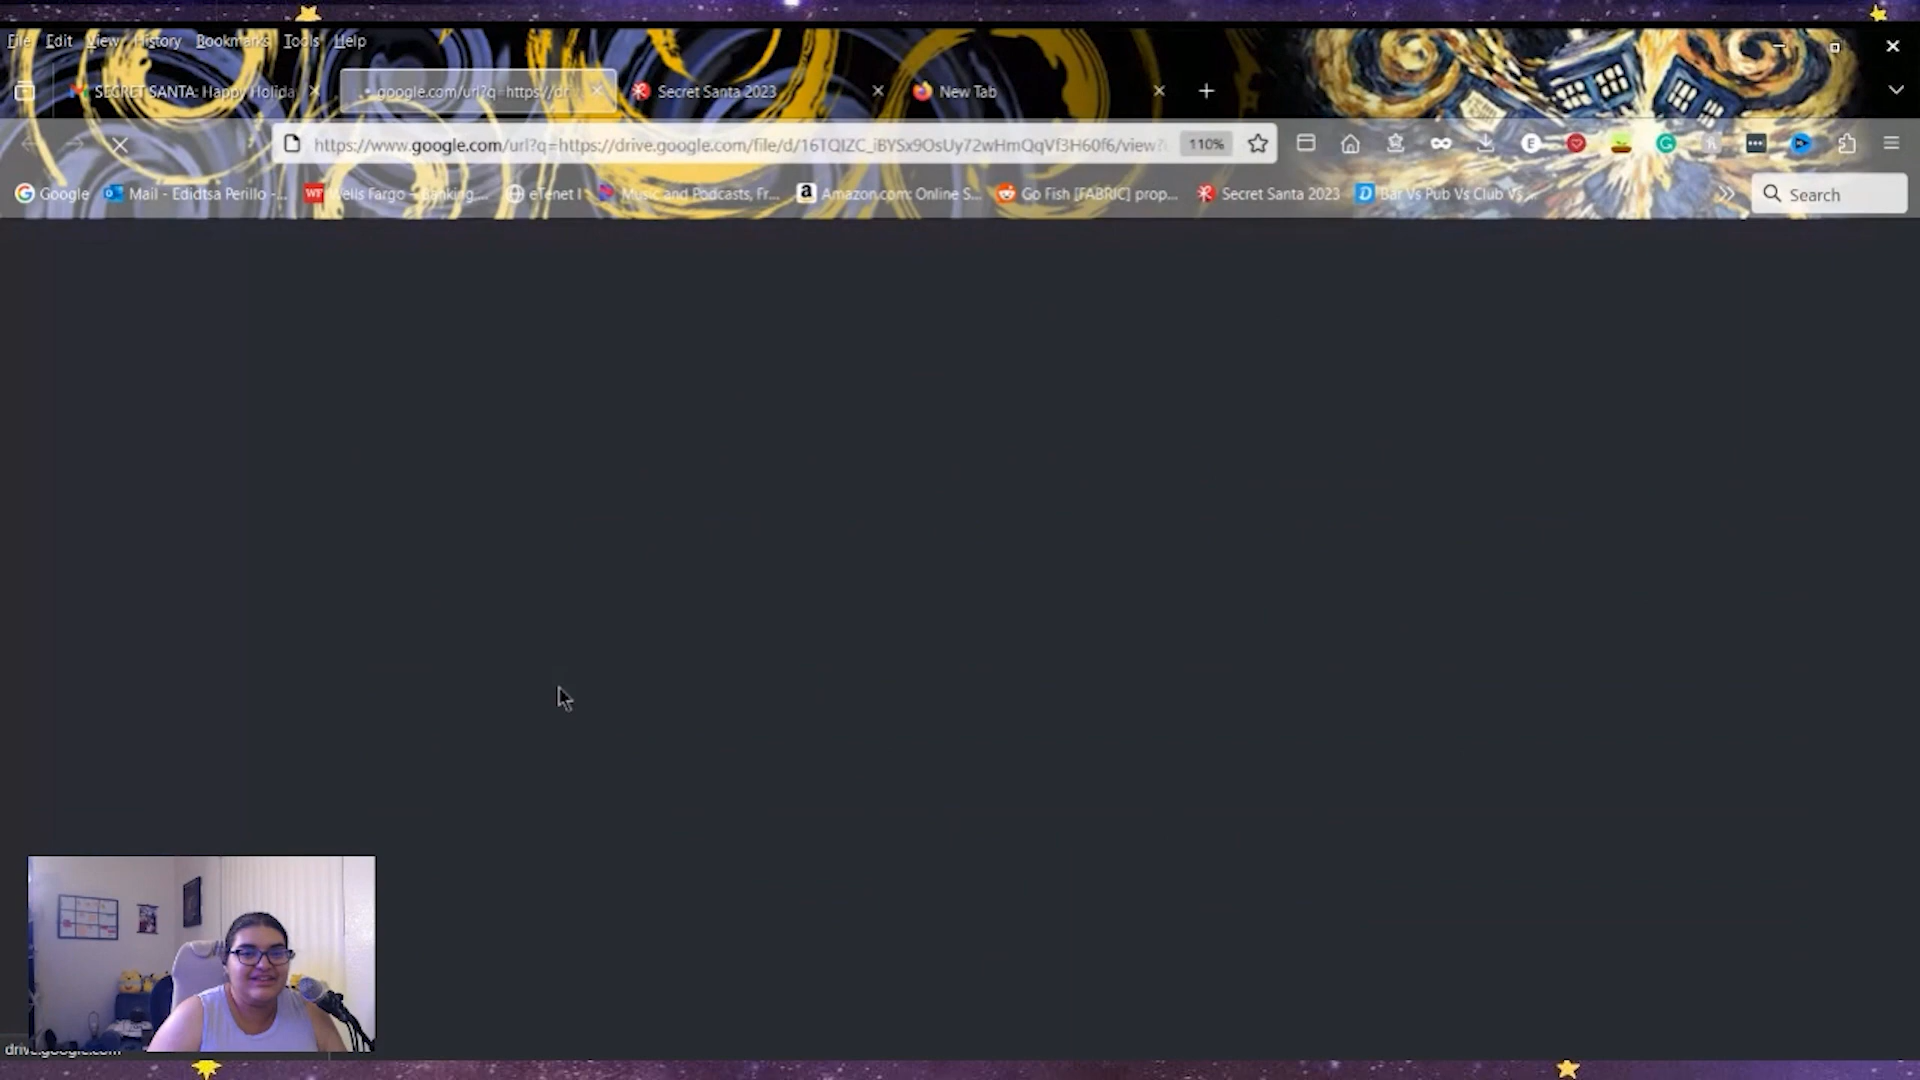 File Edit View History Bookmarks Tools Help
SECRET SANTA: Happy Holida
google.com/url?q=https://dri
Secret Santa 2023
New Tab
https://www.google.com/url?q=https://drive.google.com/file/d/16TQIZC_iBYSx9OsUy72wHmQqVf3H60f6/view?
110%
Google
Mail - Edidtsa Perillo -...
Wells Fargo – Banking,...
eTenet
Music and Podcasts, Fr...
Amazon.com: Online S...
Go Fish [FABRIC] prop...
Secret Santa 2023
Bar Vs Pub Vs Club Vs...
Search
drive.google.com